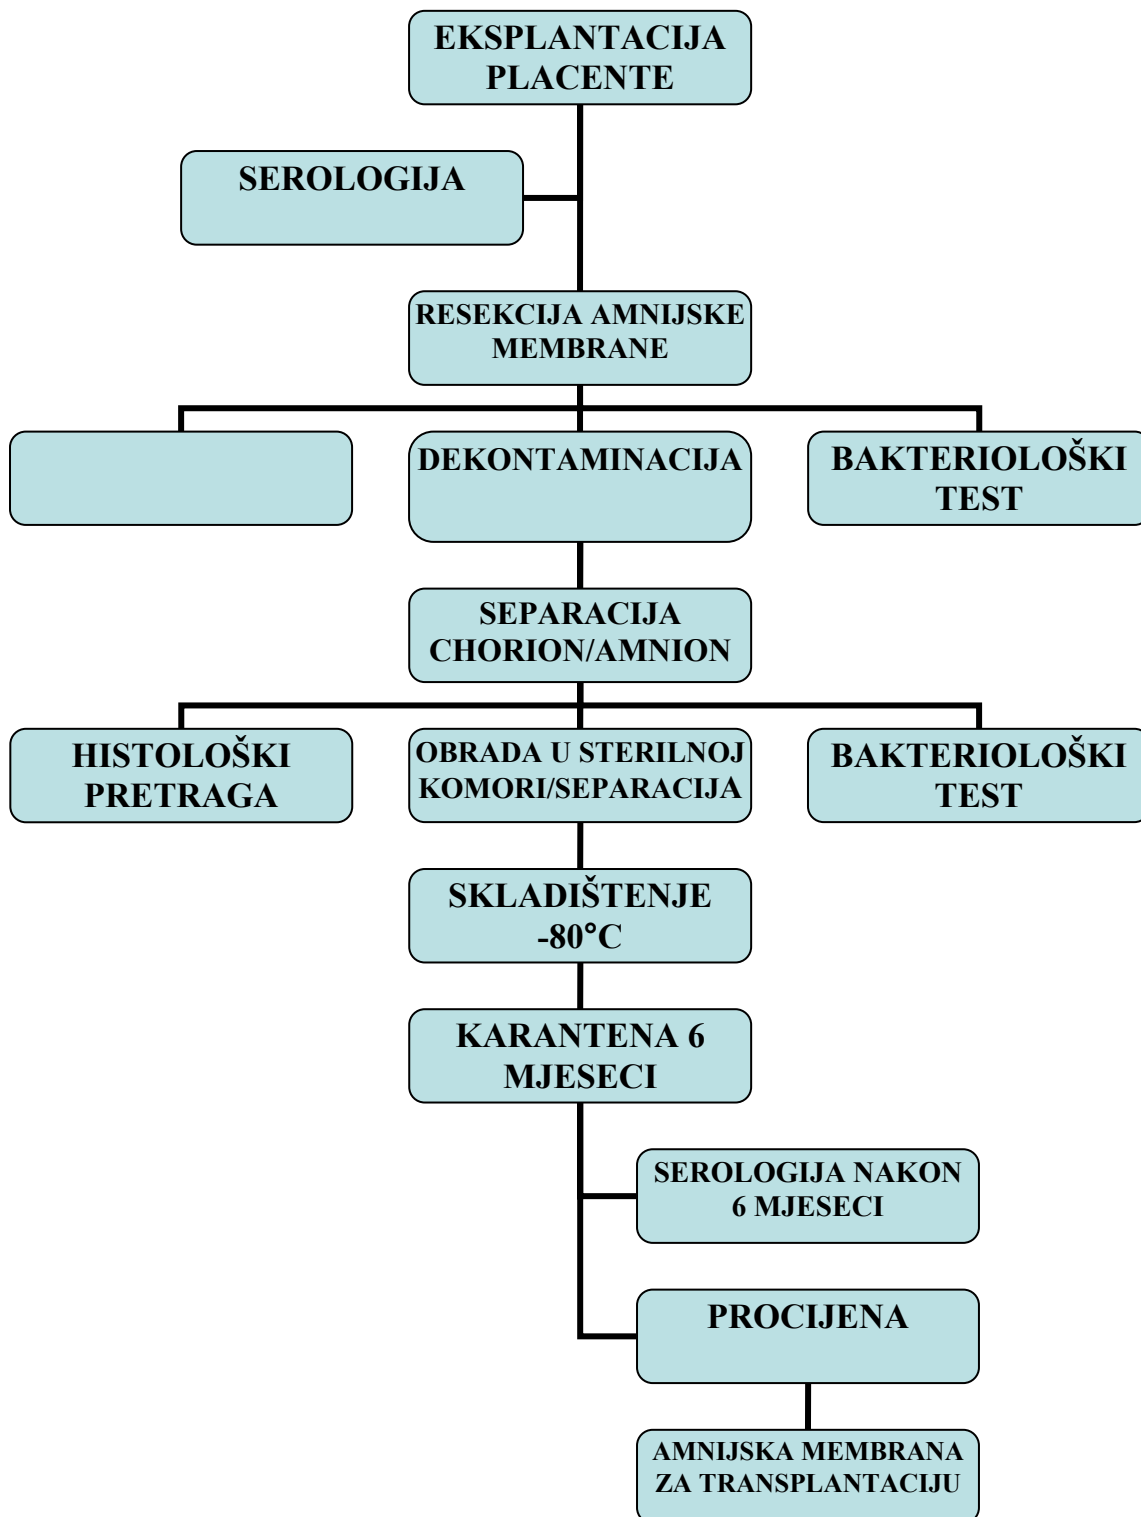 EKSPLANTACIJA
PLACENTE
SEROLOGIJA
RESEKCIJA AMNIJSKE
MEMBRANE
DEKONTAMINACIJA
BAKTERIOLOŠKI
TEST
SEPARACIJA
CHORION/AMNION
HISTOLOŠKI
PRETRAGA
OBRADA U STERILNOJ
KOMORI/SEPARACIJA
BAKTERIOLOŠKI
TEST
SKLADIŠTENJE
-80°C
KARANTENA 6
MJESECI
SEROLOGIJA NAKON
6 MJESECI
PROCIJENA
AMNIJSKA MEMBRANA
ZA TRANSPLANTACIJU